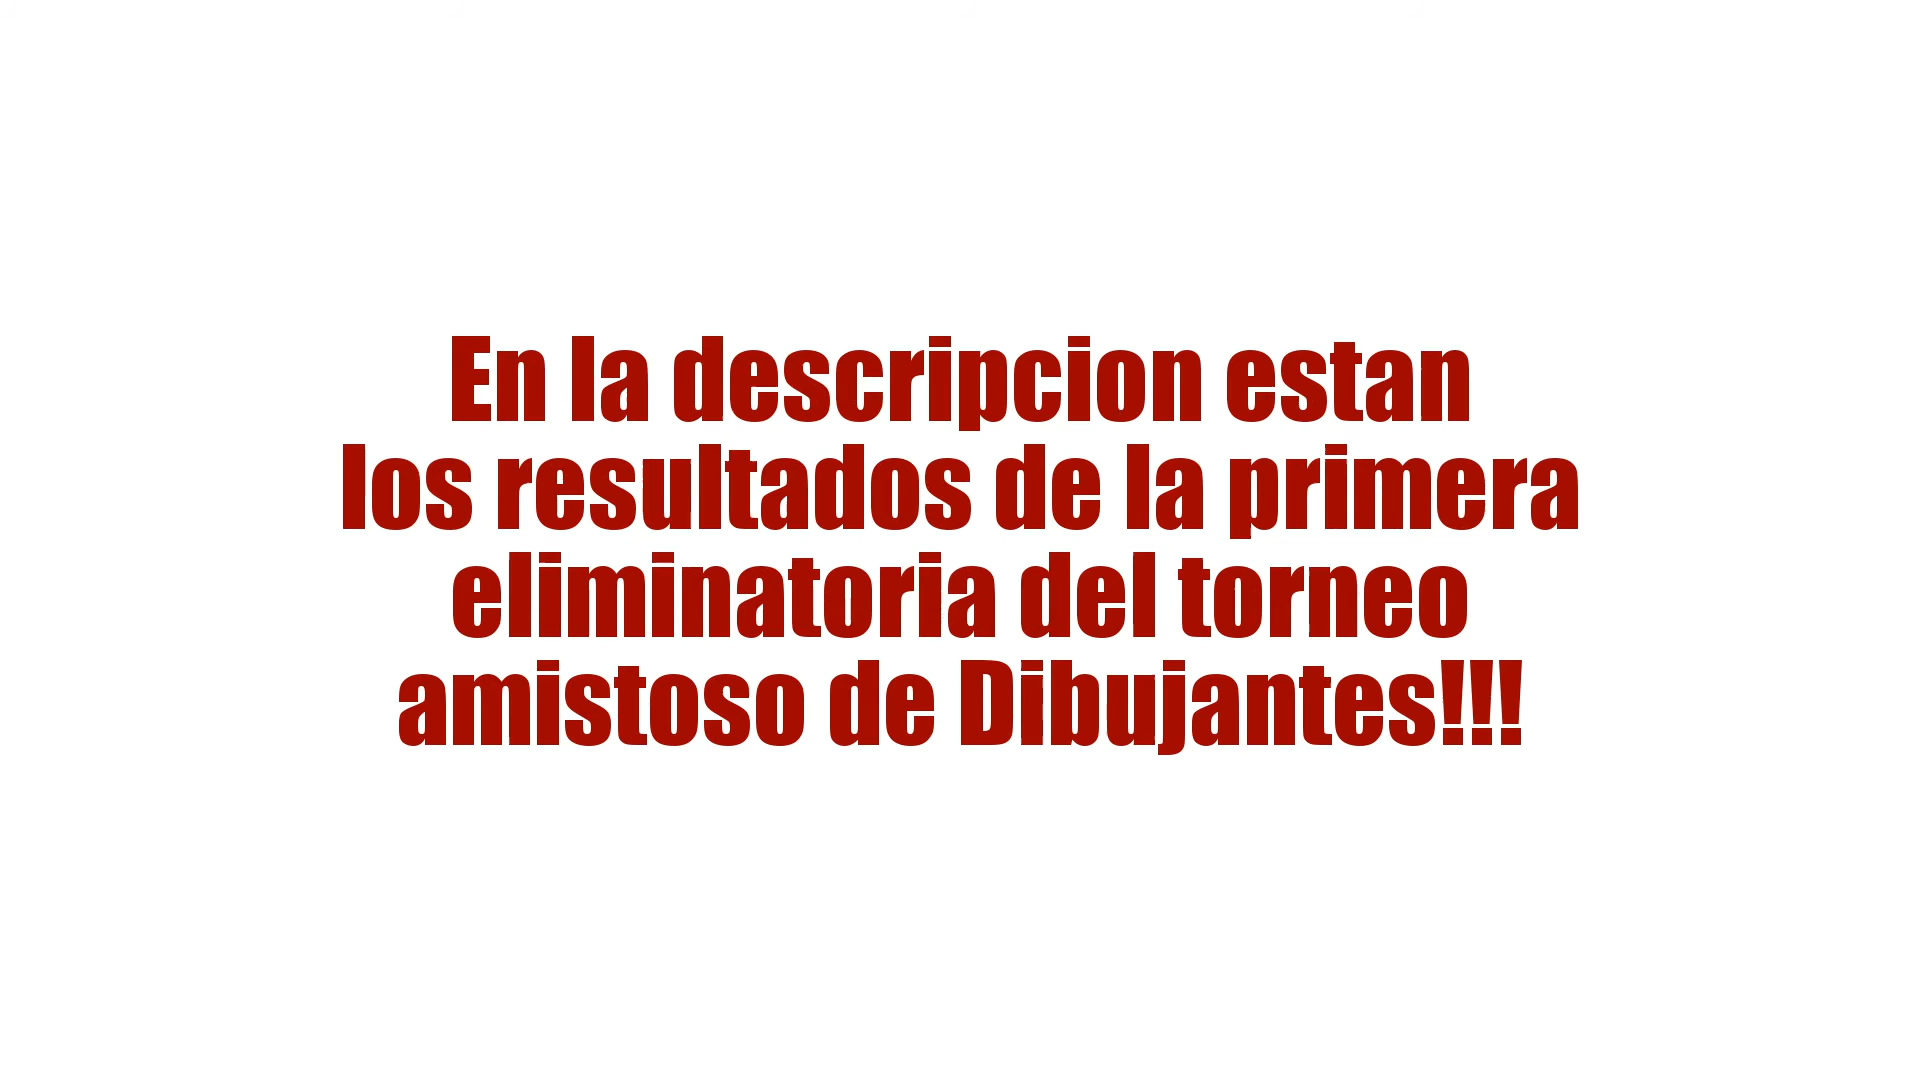 En la descripcion estan
los resultados de la primera
eliminatoria del torneo
amistoso de Dibujantes!!!